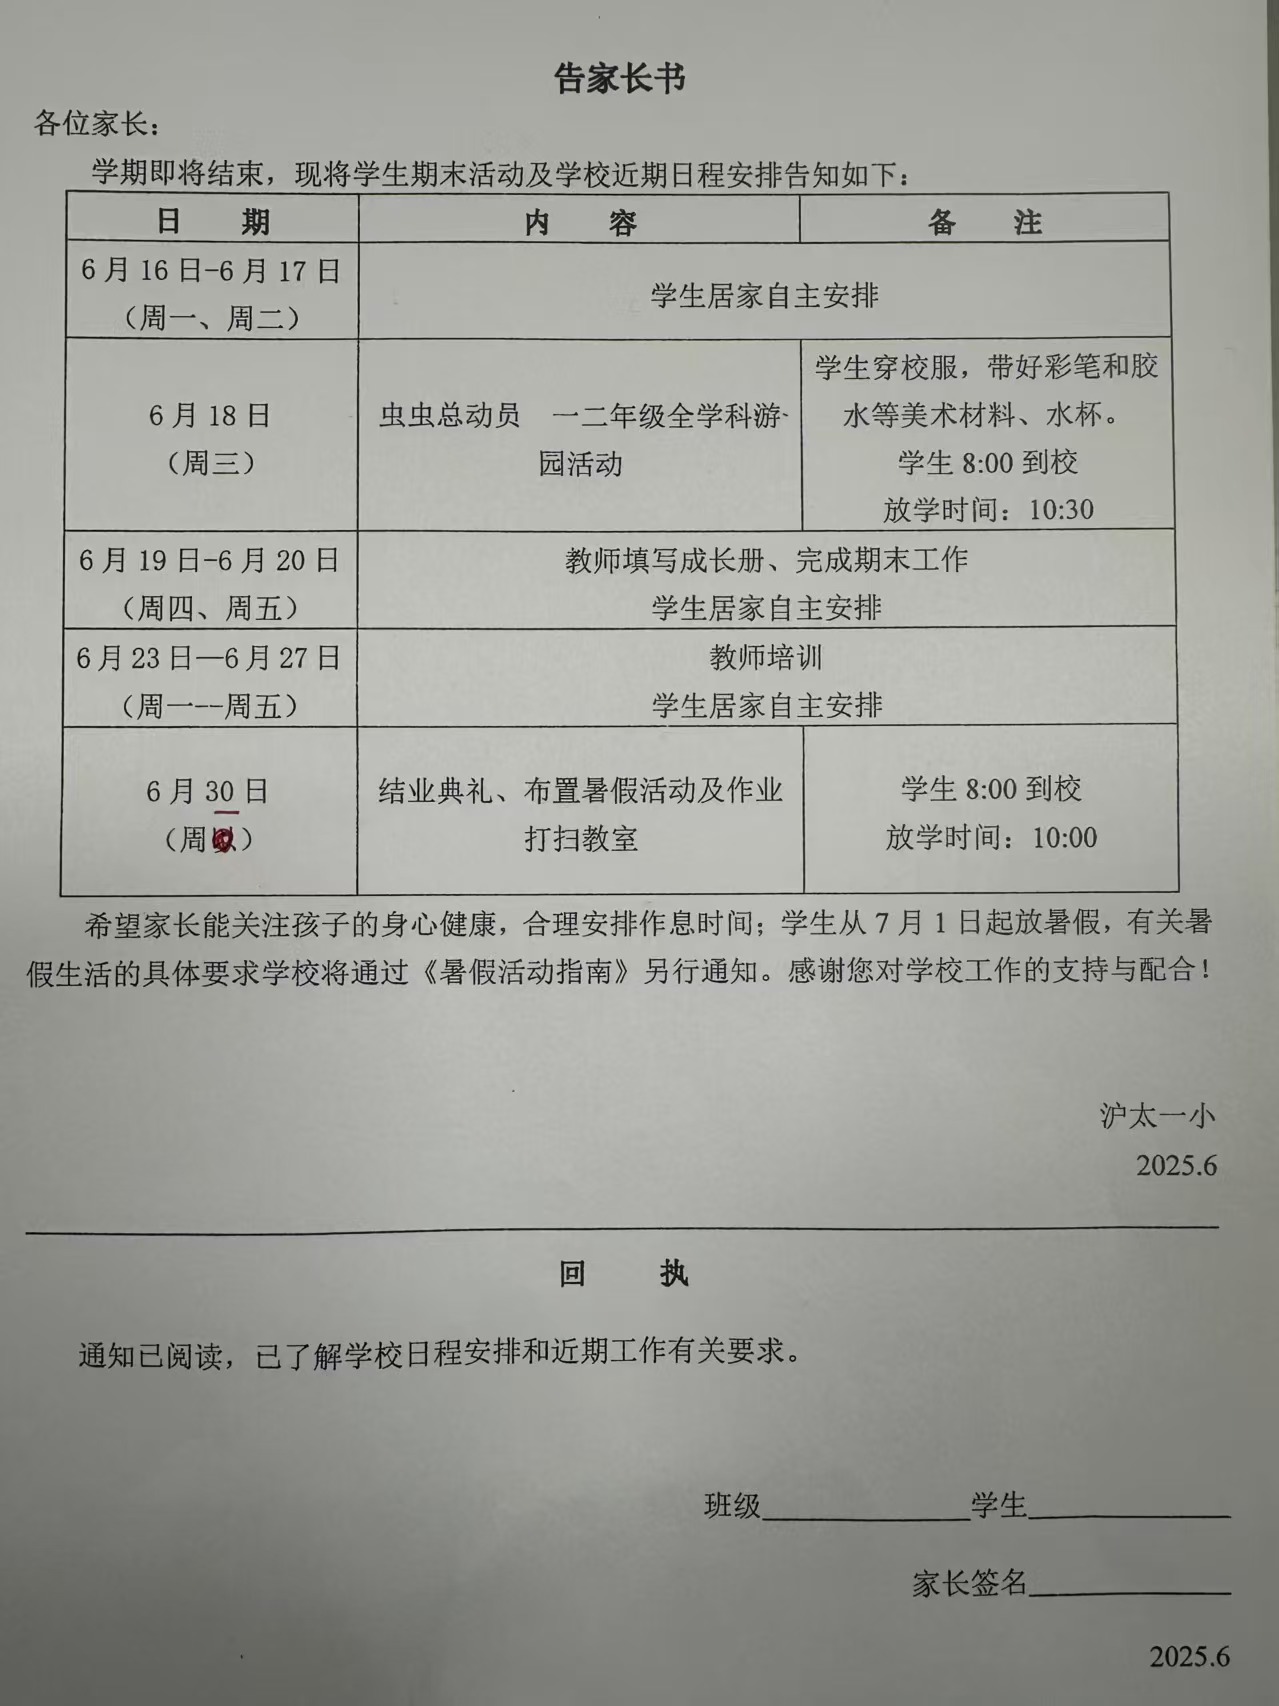 告家长书
各位家长：
学期即将结束，现将学生期末活动及学校近期日程安排告知如下：
日 期 内 容 备 注
6月16日-6月17日
（周一、周二）
学生居家自主安排
6月18日
（周三）
虫虫总动员 一二年级全学科游
园活动
学生穿校服，带好彩笔和胶
水等美术材料、水杯。
学生8:00到校
放学时间：10:30
6月19日-6月20日
（周四、周五）
教师填写成长册、完成期末工作
学生居家自主安排
6月23日—6月27日
（周一--周五）
教师培训
学生居家自主安排
6月30日
（周）
结业典礼、布置暑假活动及作业
打扫教室
学生8:00到校
放学时间：10:00
希望家长能关注孩子的身心健康，合理安排作息时间；学生从7月1日起放暑假，有关暑
假生活的具体要求学校将通过《暑假活动指南》另行通知。感谢您对学校工作的支持与配合！
沪太一小
2025.6
回 执
通知已阅读，已了解学校日程安排和近期工作有关要求。
班级____________学生____________
家长签名____________
2025.6